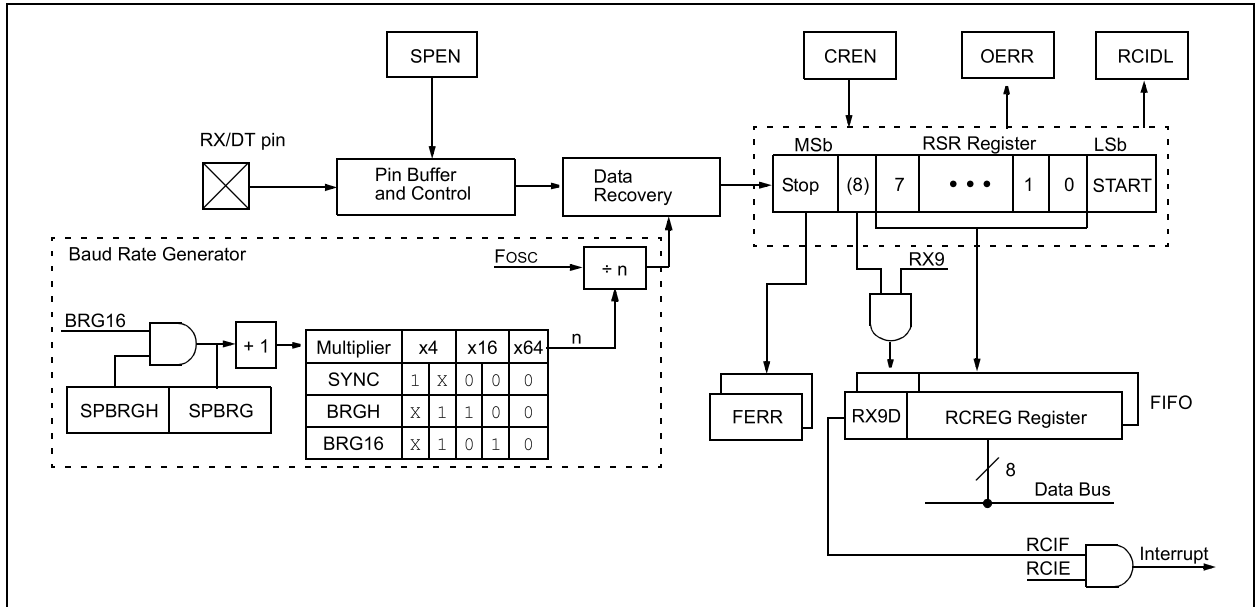 SPEN
CREN
OERR
RCIDL
RX/DT pin
MSb
RSR Register
LSb
Pin Buffer
and Control
Data
Recovery
Stop (8) 7 • • • 1 0 START
Baud Rate Generator
FOSC
÷ n
RX9
BRG16
+ 1
n
Multiplier x4 x16 x64
SYNC 1 X 0 0 0
BRGH X 1 1 0 0
BRG16 X 1 0 1 0
SPBRGH SPBRG
FERR
RX9D RCREG Register
FIFO
8
Data Bus
RCIF
RCIE
Interrupt